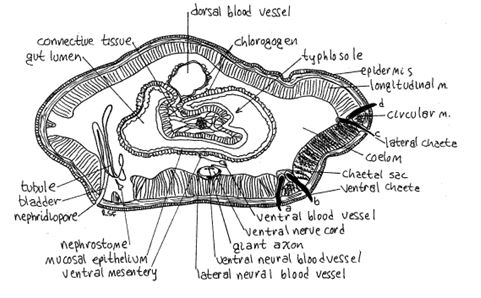 dorsal blood vessel
connective tissue
chloragogen
gut lumen
typhlosole
epidermis
longitudinal m.
d
circular m.
c
lateral chaeta
coelom
chaetal sac
ventral chaeta
tubule
bladder
nephridiopore
a
b
ventral blood vessel
ventral nerve cord
nephrostome
giant axon
mucosal epithelium
ventral neural blood vessel
ventral mesentery
lateral neural blood vessel